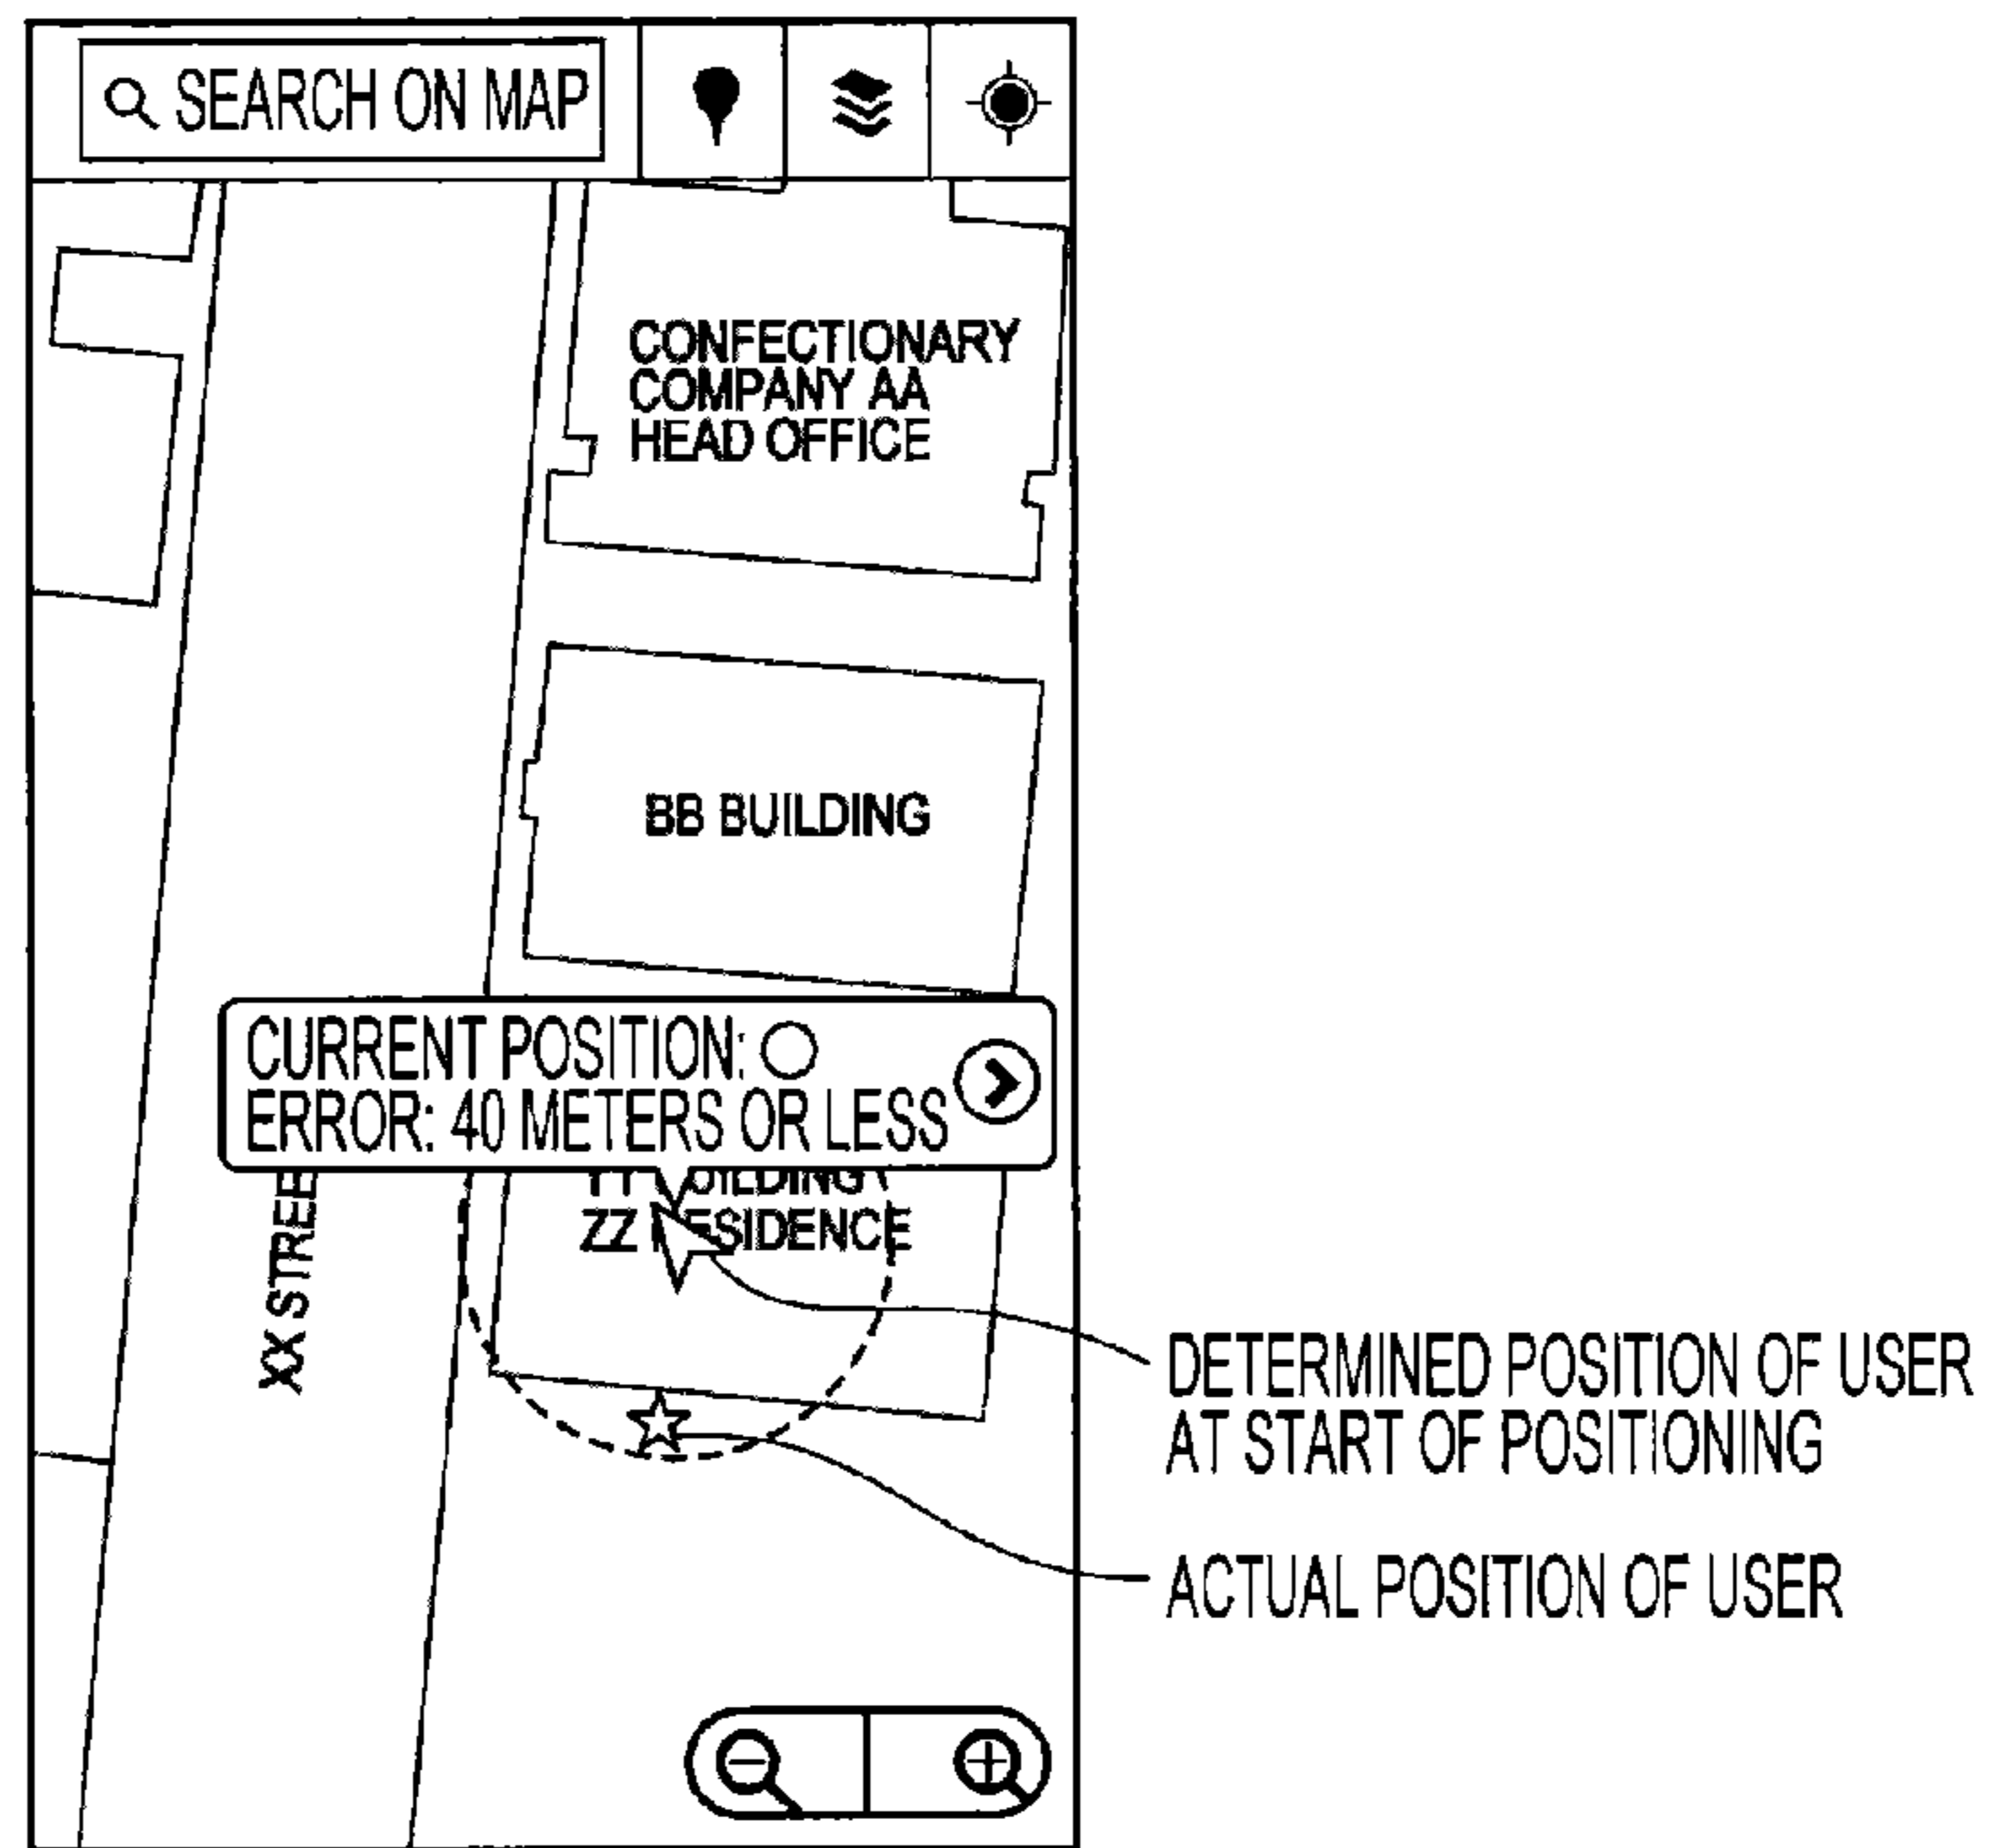 SEARCH ON MAP
CONFECTIONARY
COMPANY AA
HEAD OFFICE
BB BUILDING
CURRENT POSITION: ○
ERROR: 40 METERS OR LESS
ZZ
XX
DETERMINED POSITION OF USER
AT START OF POSITIONING
ACTUAL POSITION OF USER